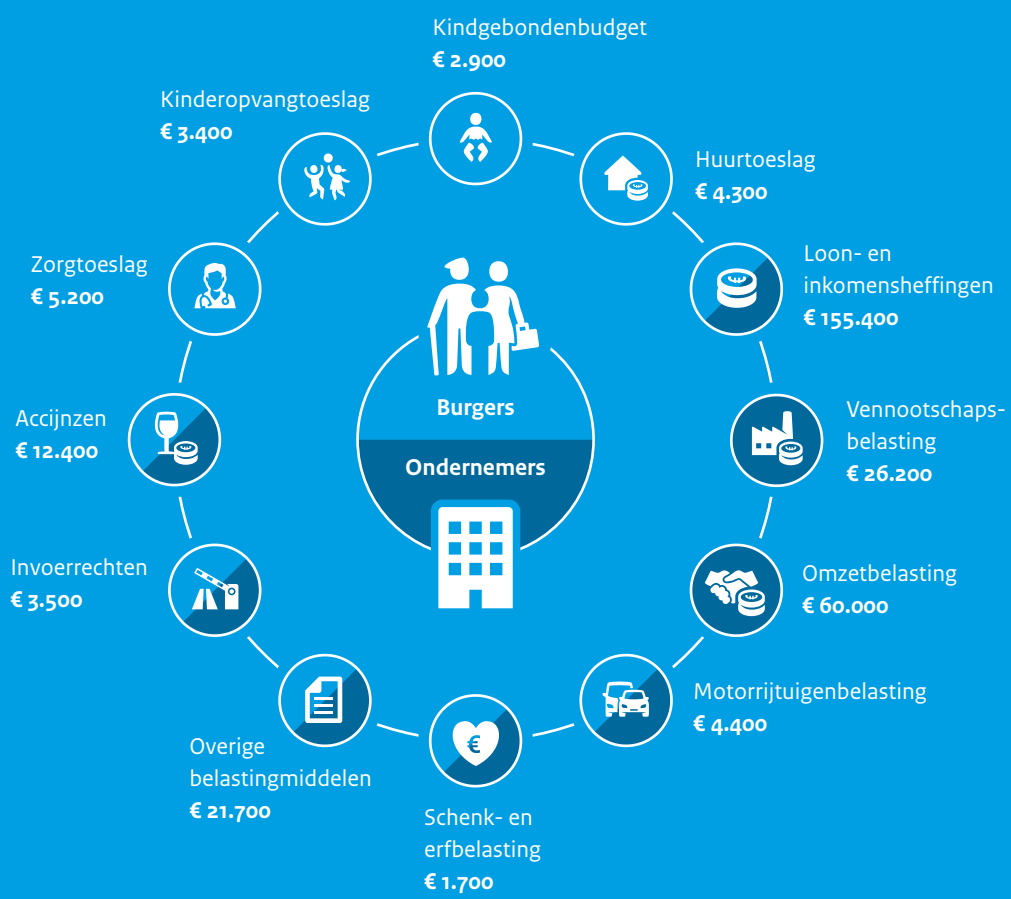 Kindgebondenbudget
€ 2.900
Kinderopvangtoeslag
€ 3.400
Huurtoeslag
€ 4.300
Zorgtoeslag
€ 5.200
Loon- en
inkomensheffingen
€ 155.400
Burgers
Ondernemers
Accijnzen
€ 12.400
Vennootschaps-
belasting
€ 26.200
Invoerrechten
€ 3.500
Omzetbelasting
€ 60.000
Motorrijtuigenbelasting
€ 4.400
Overige
belastingmiddelen
€ 21.700
€
Schenk- en
erfbelasting
€ 1.700